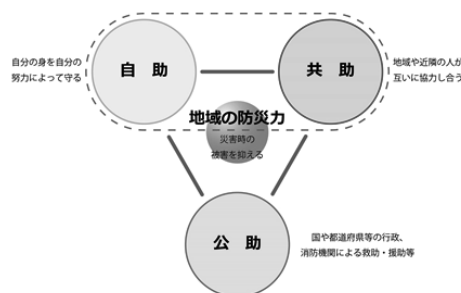 自分の身を自分の
努力によって守る
自　助
共　助
地域や近隣の人が
互いに協力し合う
地域の防災力
災害時の
被害を抑える
公　助
国や都道府県等の行政、
消防機関による救助・援助等